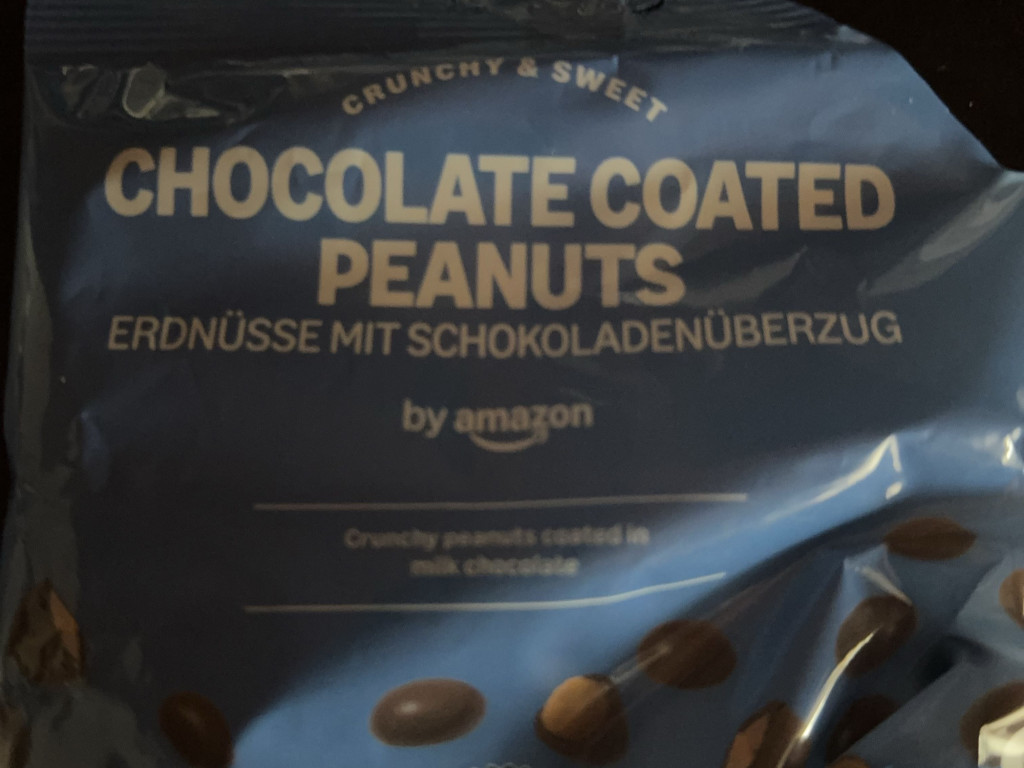 CRUNCHY & SWEET
CHOCOLATE COATED
PEANUTS
ERDNÜSSE MIT SCHOKOLADENÜBERZUG
by amazon
Crunchy peanuts coated in
milk chocolate